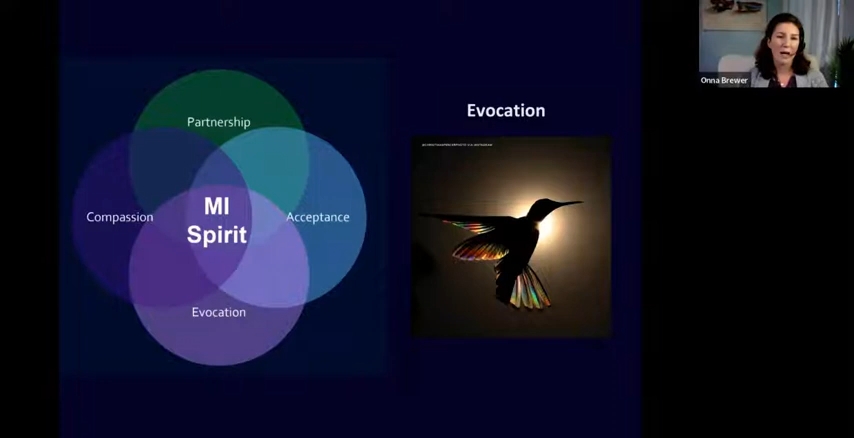 Partnership
Compassion
MI
Spirit
Acceptance
Evocation
Evocation
Onna Brewer